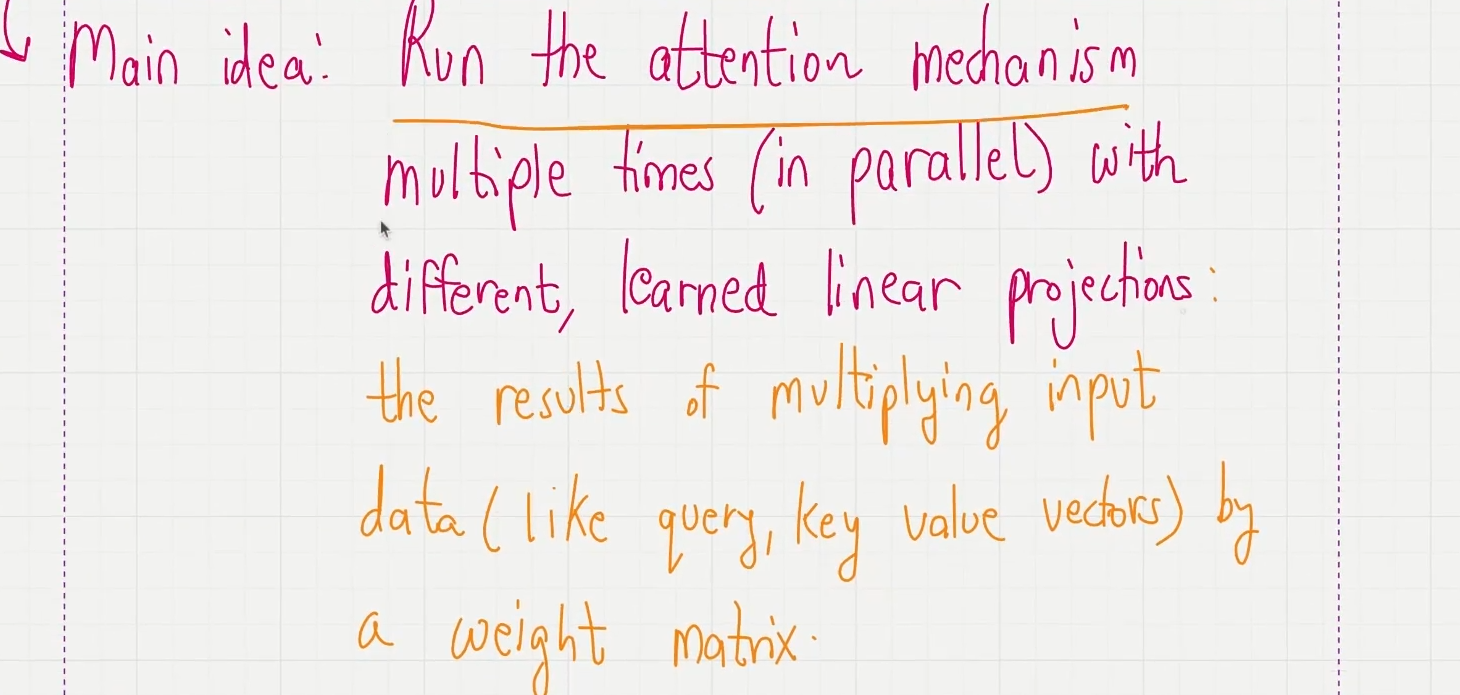 Main idea: Run the attention mechanism
multiple times (in parallel) with
different, learned linear projections:
the results of multiplying input
data (like query, key value vectors) by
a weight matrix.